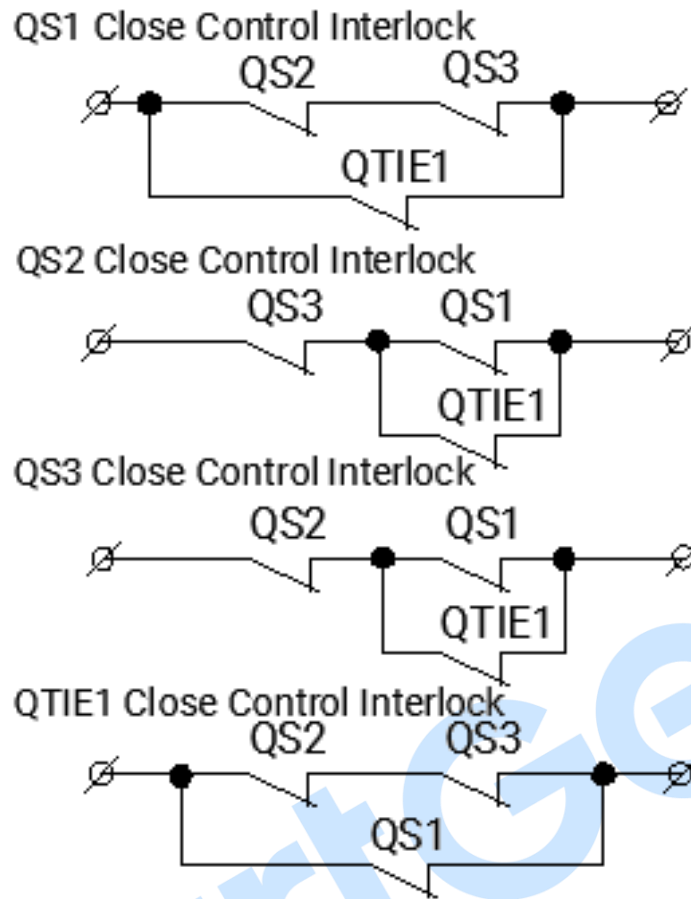 QS1 Close Control Interlock
QS2 QS3
QTIE1
QS2 Close Control Interlock
QS3 QS1
QTIE1
QS3 Close Control Interlock
QS2 QS1
QTIE1
QTIE1 Close Control Interlock
QS2 QS3
QS1